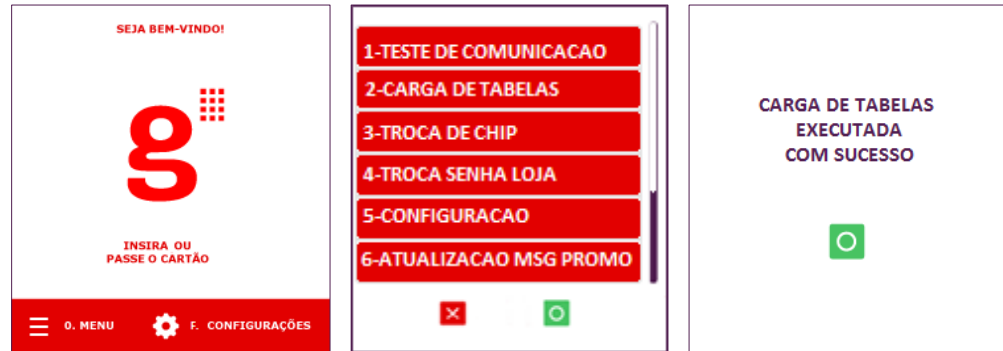 SEJA BEM-VINDO!
g
INSIRA OU
PASSE O CARTÃO
0. MENU
F. CONFIGURAÇÕES
1-TESTE DE COMUNICACAO
2-CARGA DE TABELAS
3-TROCA DE CHIP
4-TROCA SENHA LOJA
5-CONFIGURACAO
6-ATUALIZACAO MSG PROMO
CARGA DE TABELAS
EXECUTADA
COM SUCESSO